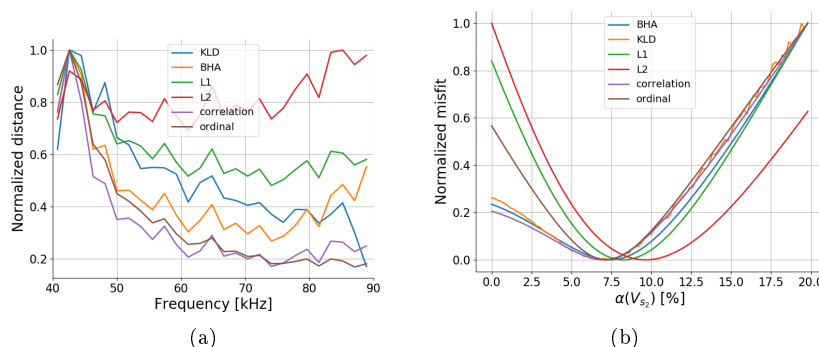 KLD
BHA
L1
L2
correlation
ordinal
1.0
0.8
0.6
0.4
0.2
40 50 60 70 80 90
Normalized distance
Frequency [kHz]
(a)
BHA
KLD
L1
L2
correlation
ordinal
1.0
0.8
0.6
0.4
0.2
0.0
0.0 2.5 5.0 7.5 10.0 12.5 15.0 17.5 20.0
Normalized misfit
α(Vs₂) [%]
(b)